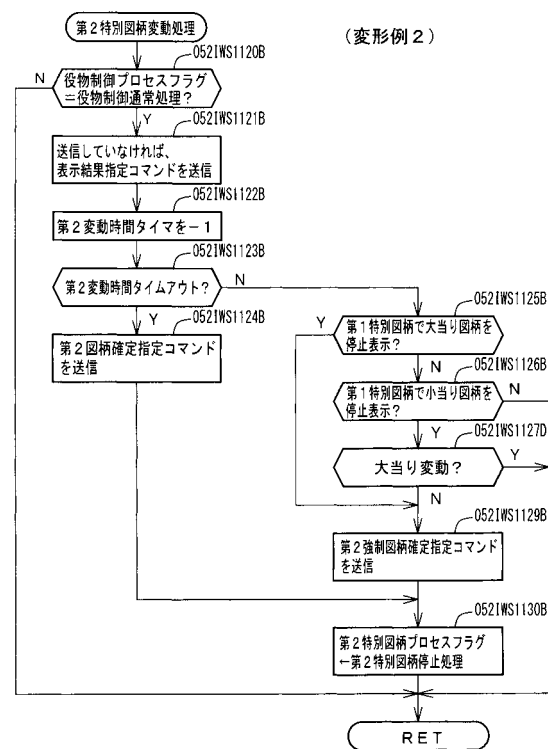 第2特別図柄変動処理
(変形例2)
052IWS1120B
N
役物制御プロセスフラグ
=役物制御通常処理?
Y
052IWS1121B
送信していなければ、
表示結果指定コマンドを送信
052IWS1122B
第2変動時間タイマを-1
052IWS1123B
第2変動時間タイムアウト?
N
Y
052IWS1124B
第2図柄確定指定コマンド
を送信
052IWS1125B
Y
第1特別図柄で大当り図柄を
停止表示?
N
052IWS1126B
第1特別図柄で小当り図柄を
停止表示?
N
Y
052IWS1127D
大当り変動?
Y
N
052IWS1129B
第2強制図柄確定指定コマンド
を送信
052IWS1130B
第2特別図柄プロセスフラグ
←第2特別図柄停止処理
RET